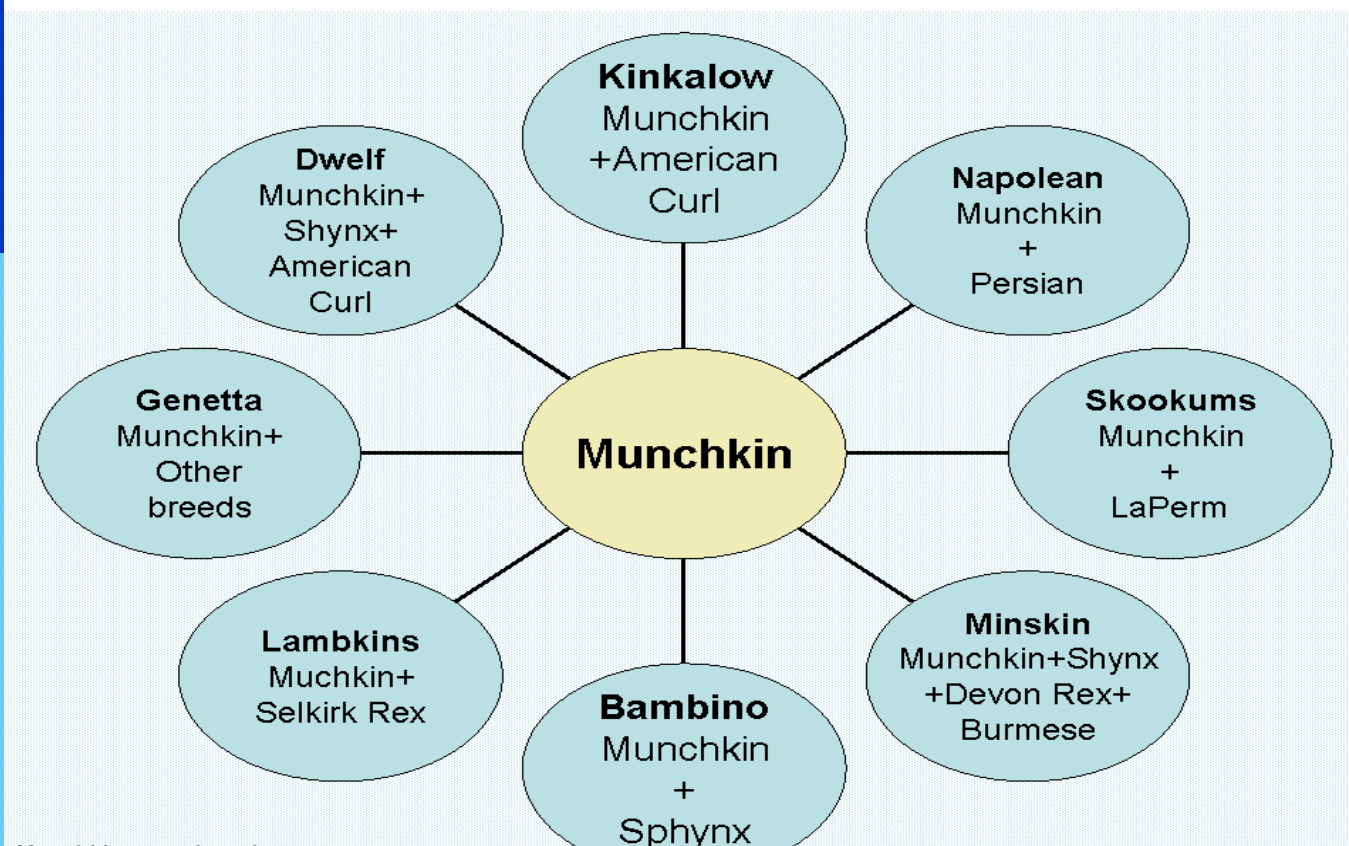 Kinkalow
Munchkin
+American
Curl
Dwelf
Munchkin+
Shynx+
American
Curl
Napolean
Munchkin
+
Persian
Genetta
Munchkin+
Other
breeds
Munchkin
Skookums
Munchkin
+
LaPerm
Lambkins
Muchkin+
Selkirk Rex
Bambino
Munchkin
+
Sphynx
Minskin
Munchkin+Shynx
+Devon Rex+
Burmese